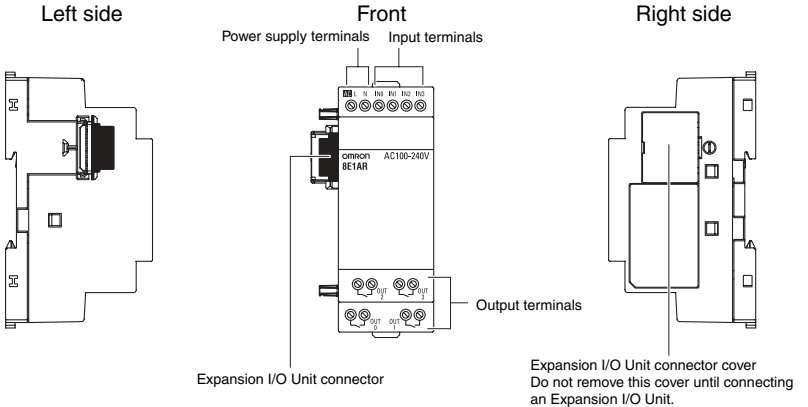 Left side
Front
Right side
Power supply terminals
Input terminals
AC L N IN0 IN1 IN2 IN3
OMRON AC100-240V
8E1AR
OUT 2
OUT 3
OUT 0
OUT 1
Output terminals
Expansion I/O Unit connector
Expansion I/O Unit connector cover
Do not remove this cover until connecting
an Expansion I/O Unit.